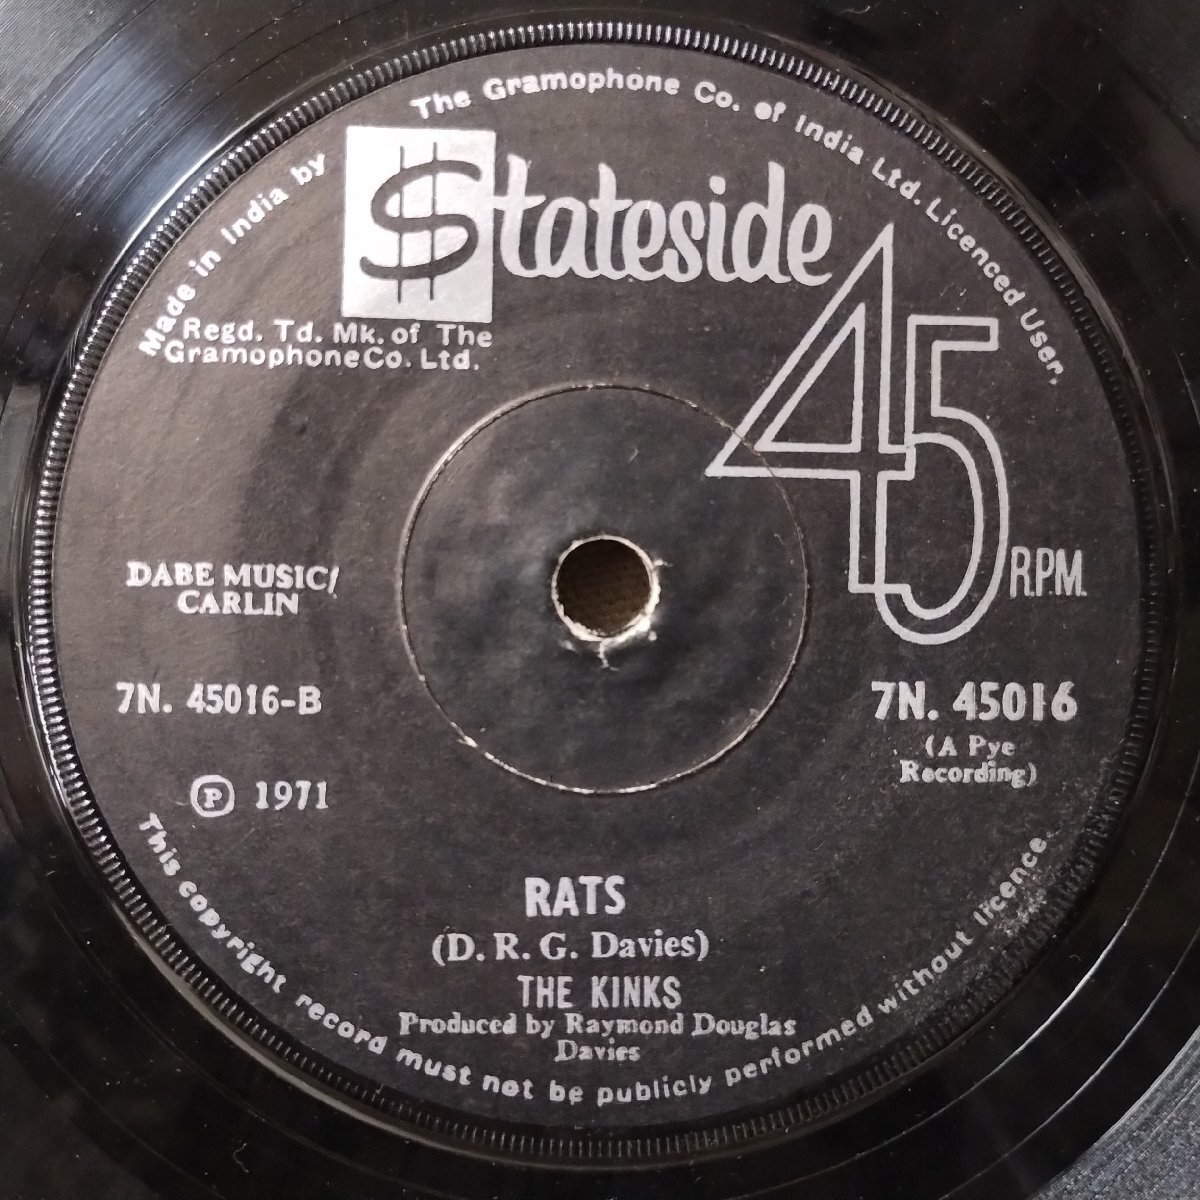 Made in India by The Gramophone Co. of India Ltd. Licenced User.
$tateside
Regd. Td. Mk. of The
Gramophone Co. Ltd.
45 R.P.M.
DABE MUSIC/
CARLIN
7N. 45016-B
7N. 45016
(A Pye
Recording)
Ⓟ 1971
RATS
(D. R. G. Davies)
THE KINKS
Produced by Raymond Douglas
Davies
This copyright record must not be publicly performed without licence.